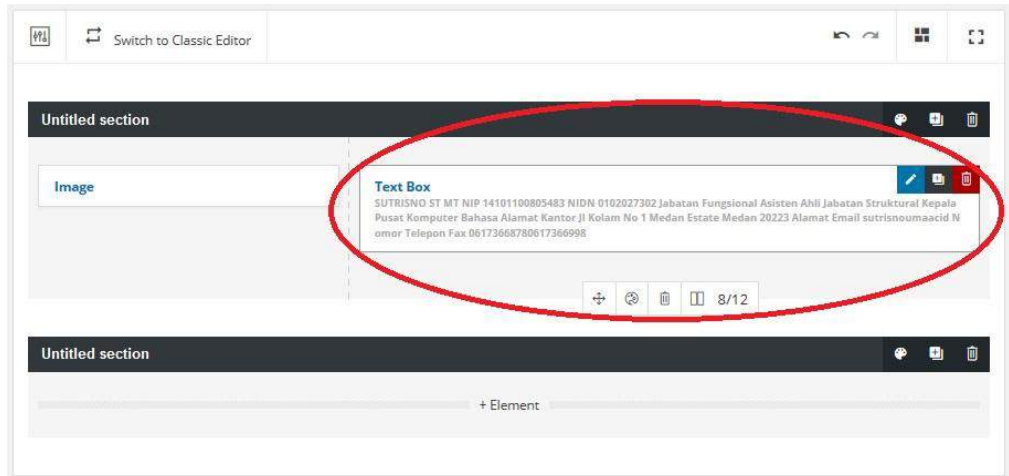 Switch to Classic Editor
Untitled section
Image
Text Box
SUTRISNO ST MT NIP 14101100805483 NIDN 0102027302 Jabatan Fungsional Asisten Ahli Jabatan Struktural Kepala
Pusat Komputer Bahasa Alamat Kantor Jl Kolam No 1 Medan Estate Medan 20223 Alamat Email sutrisnoumaacid N
omor Telepon Fax 06173668780617366998
8/12
Untitled section
+ Element